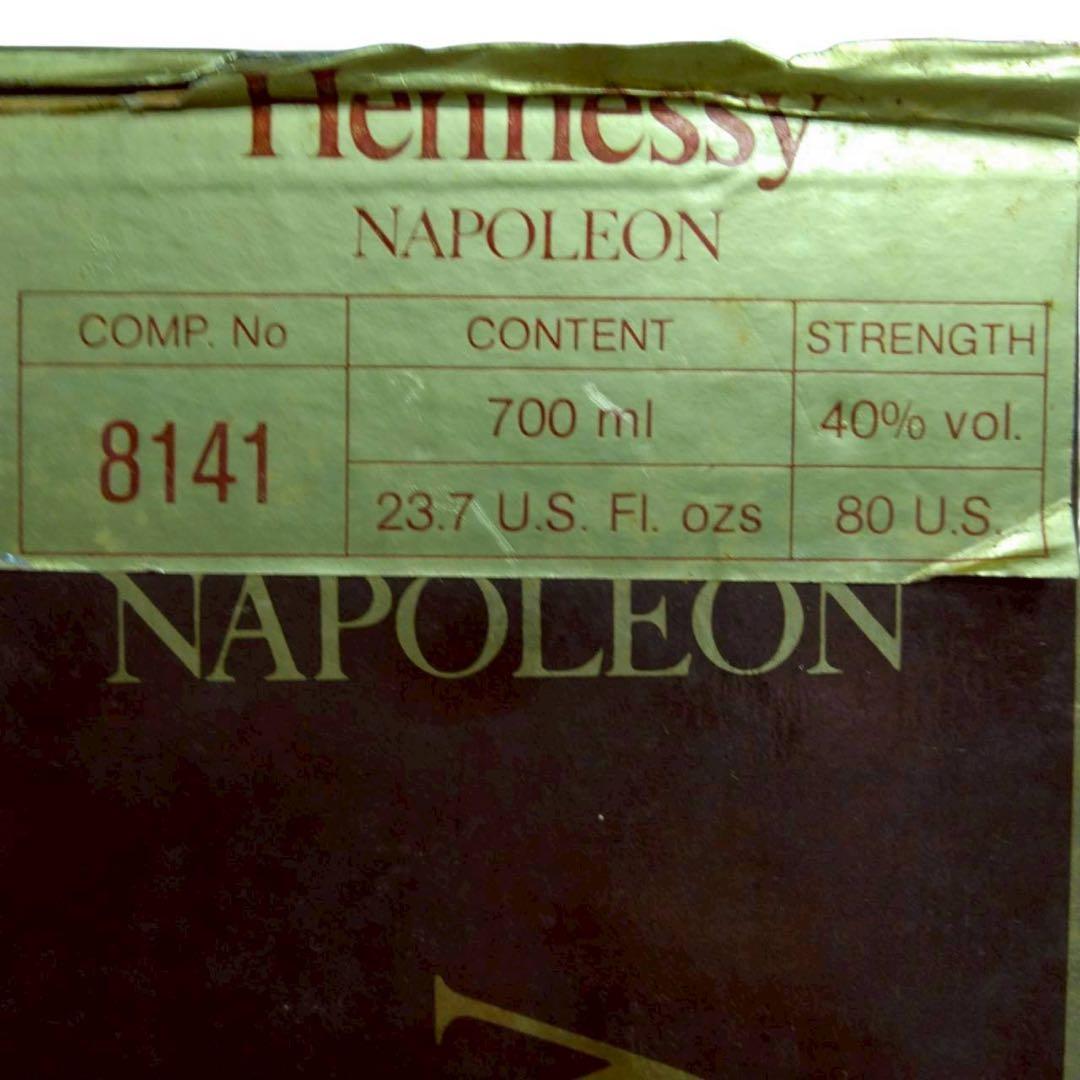 Hennessy
NAPOLEON
COMP. No CONTENT STRENGTH
8141
700 ml 40% vol.
23.7 U.S. Fl. ozs 80 U.S.
NAPOLEON